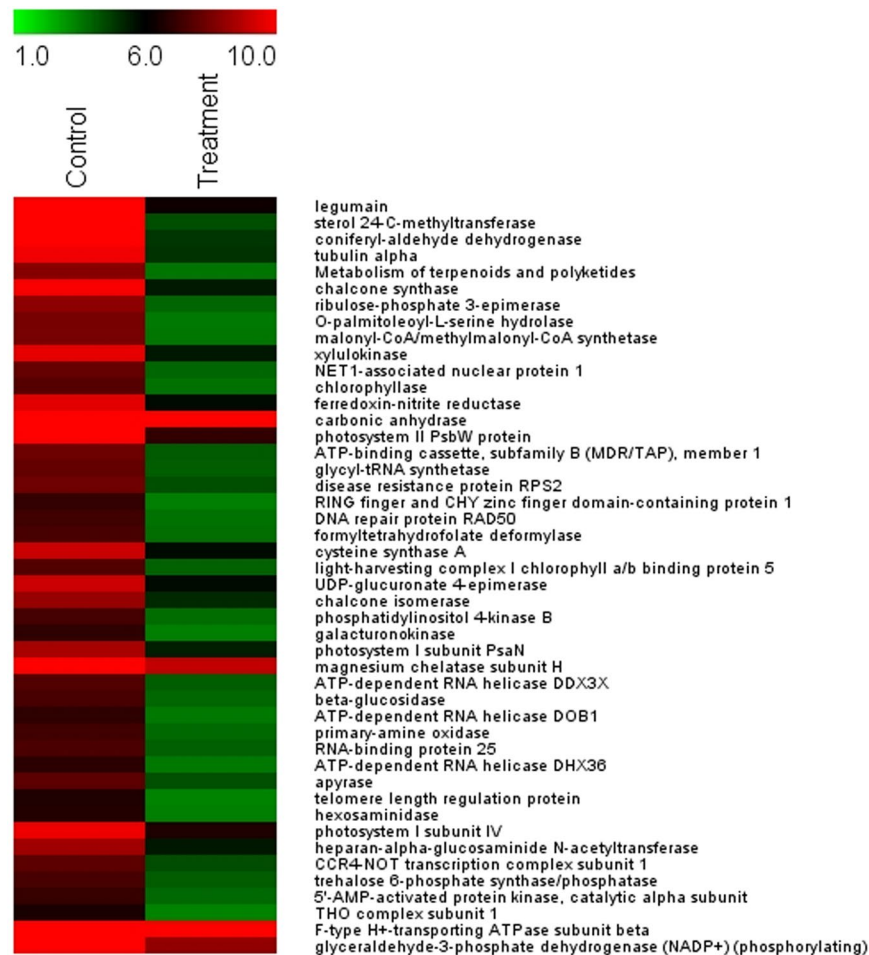 1.0 6.0 10.0
Control
Treatment
legumain
sterol 24-C-methyltransferase
coniferyl-aldehyde dehydrogenase
tubulin alpha
Metabolism of terpenoids and polyketides
chalcone synthase
ribulose-phosphate 3-epimerase
O-palmitoleoyl-L-serine hydrolase
malonyl-CoA/methylmalonyl-CoA synthetase
xylulokinase
NET1-associated nuclear protein 1
chlorophyllase
ferredoxin-nitrite reductase
carbonic anhydrase
photosystem II PsbW protein
ATP-binding cassette, subfamily B (MDR/TAP), member 1
glycyl-tRNA synthetase
disease resistance protein RPS2
RING finger and CHY zinc finger domain-containing protein 1
DNA repair protein RAD50
formyltetrahydrofolate deformylase
cysteine synthase A
light-harvesting complex I chlorophyll a/b binding protein 5
UDP-glucuronate 4-epimerase
chalcone isomerase
phosphatidylinositol 4-kinase B
galacturonokinase
photosystem I subunit PsaN
magnesium chelatase subunit H
ATP-dependent RNA helicase DDX3X
beta-glucosidase
ATP-dependent RNA helicase DOB1
primary-amine oxidase
RNA-binding protein 25
ATP-dependent RNA helicase DHX36
apyrase
telomere length regulation protein
hexosaminidase
photosystem I subunit IV
heparan-alpha-glucosaminide N-acetyltransferase
CCR4-NOT transcription complex subunit 1
trehalose 6-phosphate synthase/phosphatase
5'-AMP-activated protein kinase, catalytic alpha subunit
THO complex subunit 1
F-type H+-transporting ATPase subunit beta
glyceraldehyde-3-phosphate dehydrogenase (NADP+) (phosphorylating)